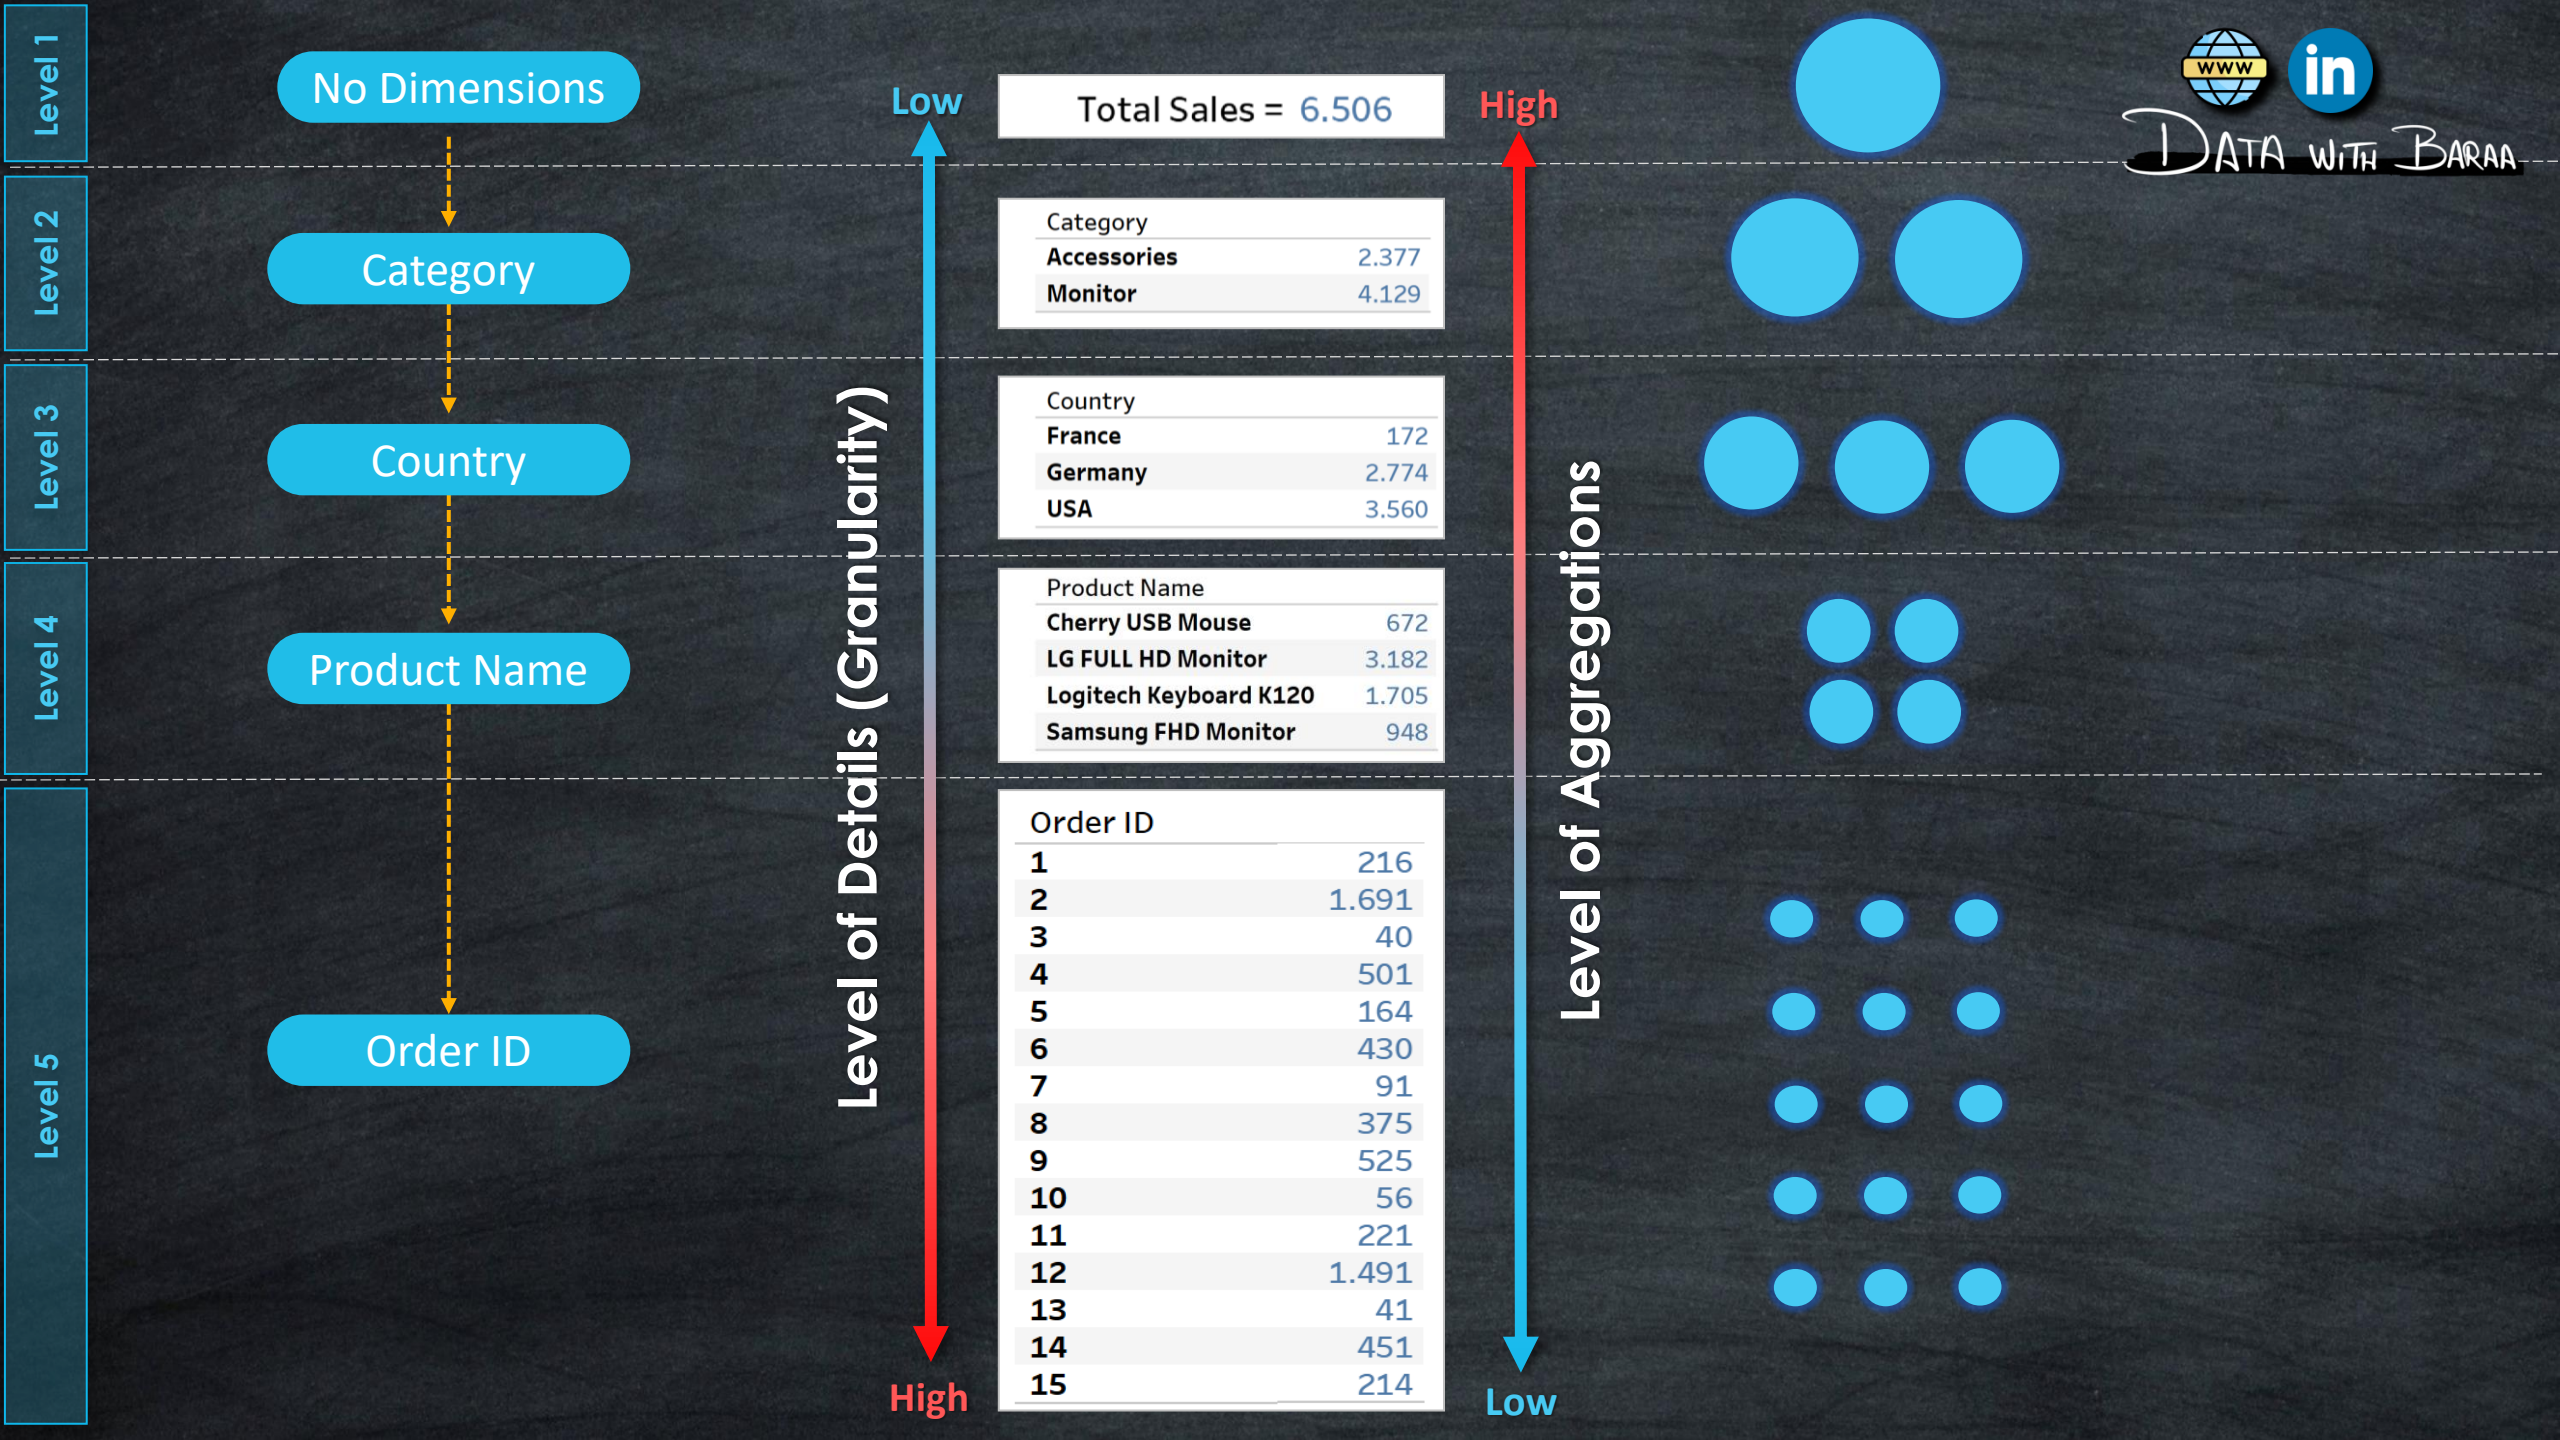 Level 1
No Dimensions
Low
Total Sales = 6.506
High
WWW
in
DATA WITH BARAA
Level 2
Category
Category
Accessories 2.377
Monitor 4.129
Level 3
Country
Country
France 172
Germany 2.774
USA 3.560
Level of Details (Granularity)
Level of Aggregations
Level 4
Product Name
Product Name
Cherry USB Mouse 672
LG FULL HD Monitor 3.182
Logitech Keyboard K120 1.705
Samsung FHD Monitor 948
Level 5
Order ID
Order ID
1 216
2 1.691
3 40
4 501
5 164
6 430
7 91
8 375
9 525
10 56
11 221
12 1.491
13 41
14 451
15 214
High
Low